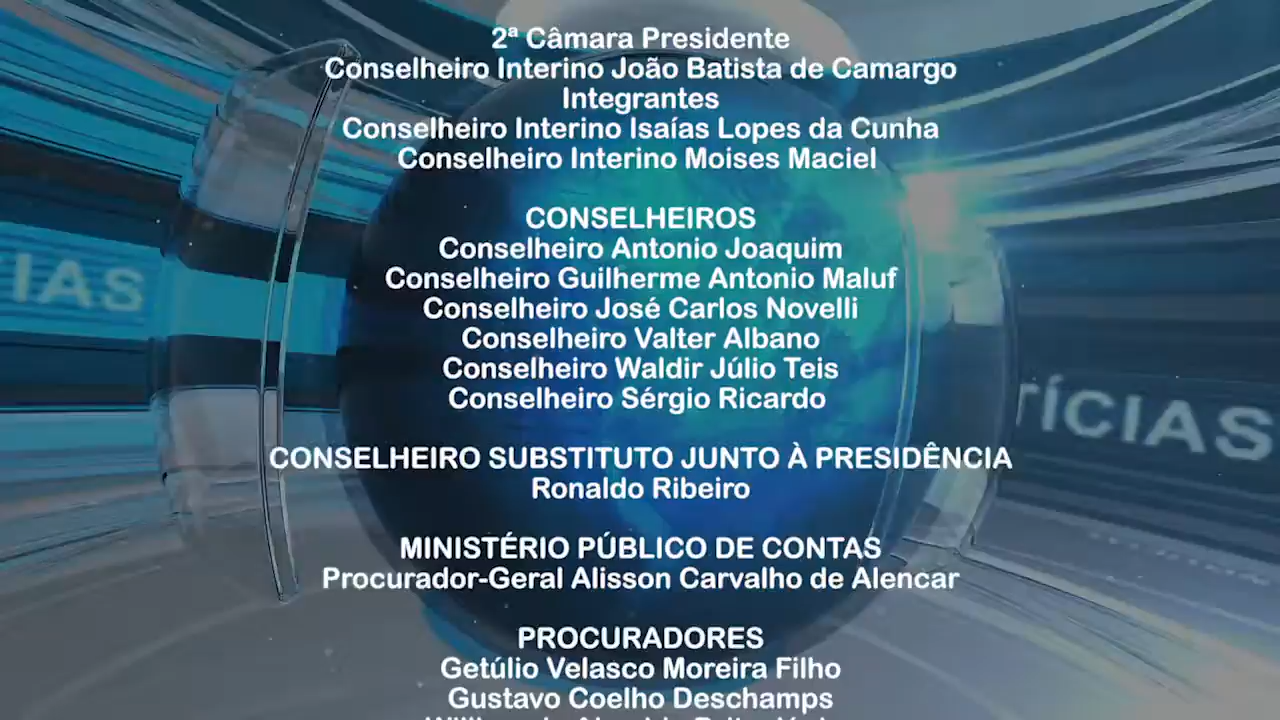 2ª Câmara Presidente
Conselheiro Interino João Batista de Camargo
Integrantes
Conselheiro Interino Isaías Lopes da Cunha
Conselheiro Interino Moises Maciel
CONSELHEIROS
Conselheiro Antonio Joaquim
Conselheiro Guilherme Antonio Maluf
Conselheiro José Carlos Novelli
Conselheiro Valter Albano
Conselheiro Waldir Júlio Teis
Conselheiro Sérgio Ricardo
CONSELHEIRO SUBSTITUTO JUNTO À PRESIDÊNCIA
Ronaldo Ribeiro
MINISTÉRIO PÚBLICO DE CONTAS
Procurador-Geral Alisson Carvalho de Alencar
PROCURADORES
Getúlio Velasco Moreira Filho
Gustavo Coelho Deschamps
IAS
TÍCIAS